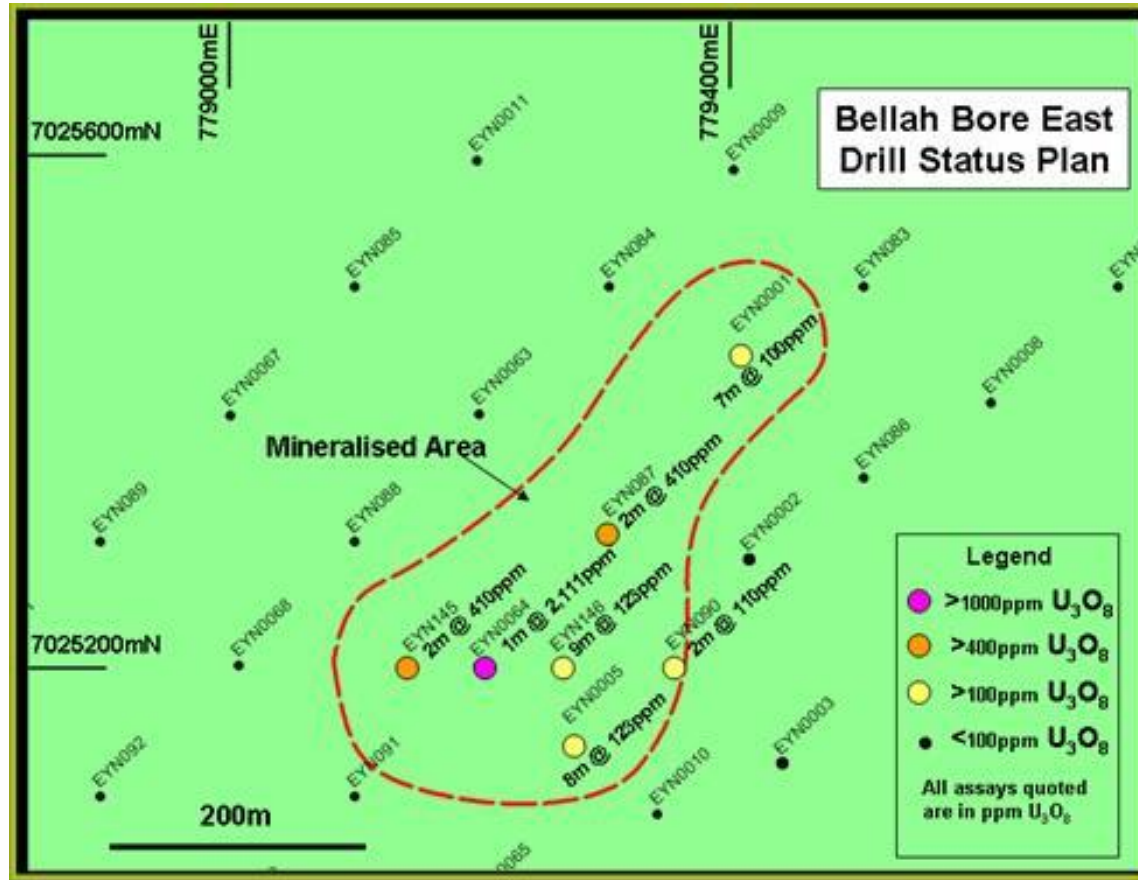 779000mE
779400mE
7025600mN
Bellah Bore East
Drill Status Plan
EYN0011
EYN0009
EYN085
EYN084
EYN083
EYN0001
7m @ 100ppm
EYN0067
EYN0063
EYN0008
Mineralised Area
EYN086
EYN087
2m @ 410ppm
EYN089
EYN088
EYN0002
7025200mN
EYN0068
EYN145
2m @ 410ppm
EYN0064
1m @ 2,111ppm
EYN146
9m @ 123ppm
EYN090
2m @ 110ppm
EYN0005
8m @ 123ppm
EYN0003
EYN092
EYN091
EYN0010
200m
Legend
>1000ppm U₃O₈
>400ppm U₃O₈
>100ppm U₃O₈
<100ppm U₃O₈
All assays quoted
are in ppm U₃O₈